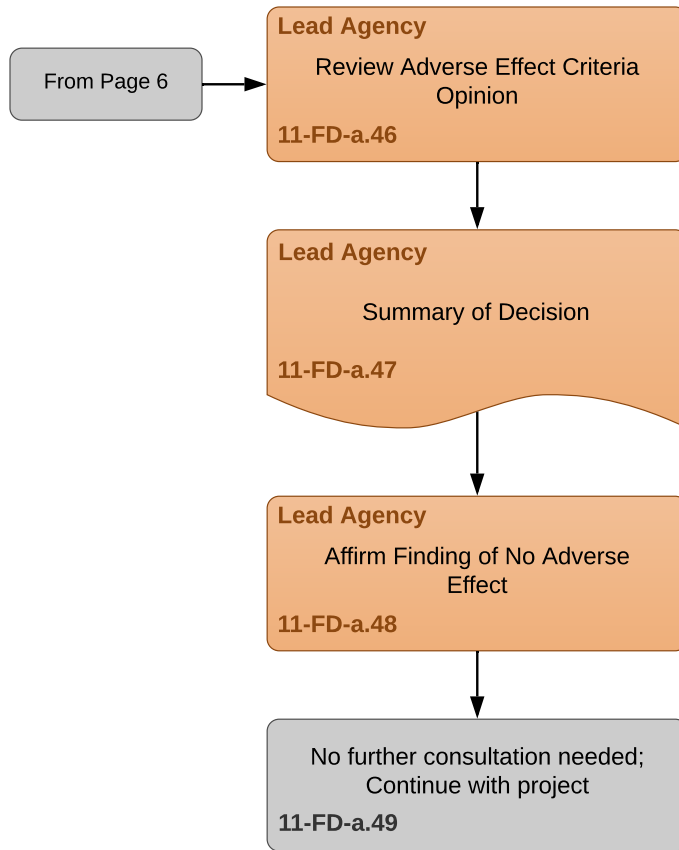 From Page 6
Lead Agency
Review Adverse Effect Criteria
Opinion
11-FD-a.46
Lead Agency
Summary of Decision
11-FD-a.47
Lead Agency
Affirm Finding of No Adverse
Effect
11-FD-a.48
No further consultation needed;
Continue with project
11-FD-a.49